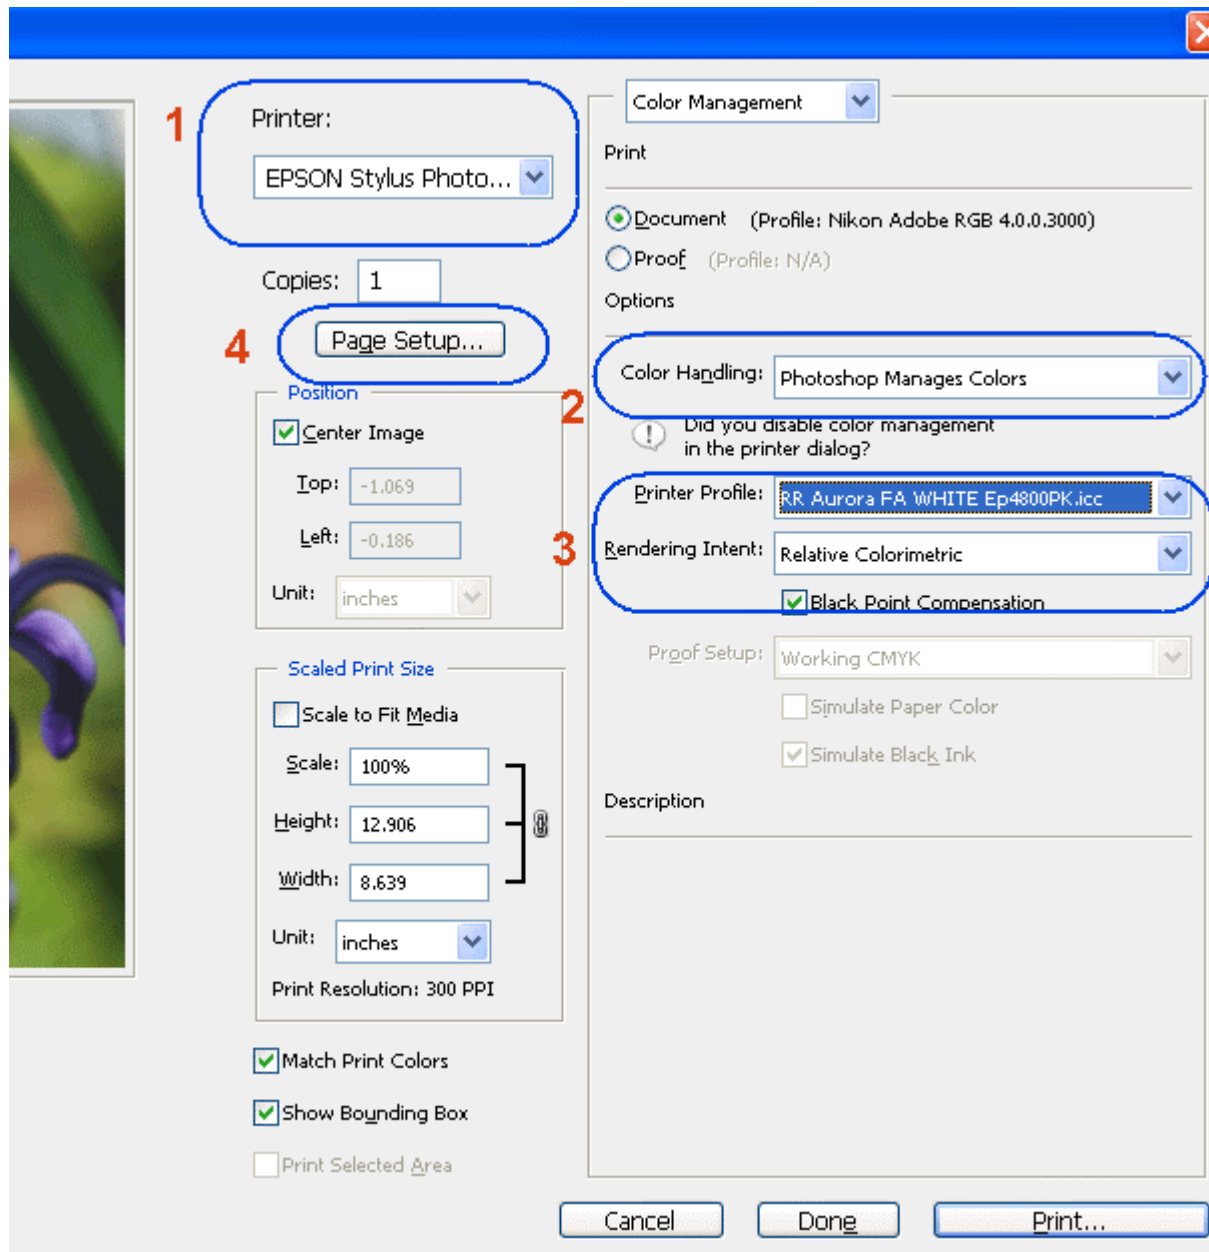 1
Printer:
EPSON Stylus Photo...
Copies: 1
4
Page Setup...
Position
Center Image
Top: -1.069
Left: -0.186
Unit: inches
Scaled Print Size
Scale to Fit Media
Scale: 100%
Height: 12.906
Width: 8.639
Unit: inches
Print Resolution: 300 PPI
Match Print Colors
Show Bounding Box
Print Selected Area
Color Management
Print
Document (Profile: Nikon Adobe RGB 4.0.0.3000)
Proof (Profile: N/A)
Options
2
Color Handling: Photoshop Manages Colors
Did you disable color management
in the printer dialog?
3
Printer Profile: RR Aurora FA WHITE Ep4800PK.icc
Rendering Intent: Relative Colorimetric
Black Point Compensation
Proof Setup: Working CMYK
Simulate Paper Color
Simulate Black Ink
Description
Cancel Done Print...